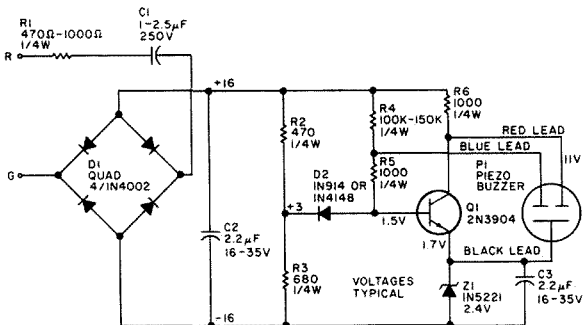 R1
470Ω-1000Ω
1/4W
C1
1-2.5µF
250V
R
G
D1
QUAD
4/1N4002
+16
-16
C2
2.2µF
16-35V
R2
470
1/4W
+3
R3
680
1/4W
D2
1N914 OR
1N4148
R4
100K-150K
1/4W
R5
1000
1/4W
1.5V
R6
1000
1/4W
RED LEAD
BLUE LEAD
P1
PIEZO
BUZZER
11V
Q1
2N3904
1.7V
BLACK LEAD
VOLTAGES
TYPICAL
Z1
1N5221
2.4V
C3
2.2µF
16-35V